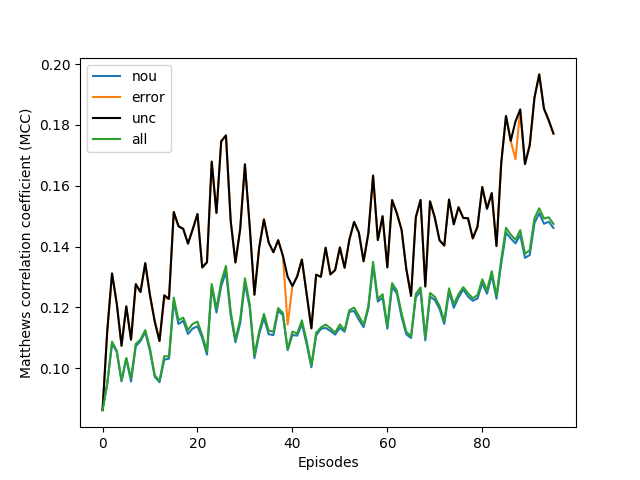 nou
error
unc
all
0.20
0.18
0.16
0.14
0.12
0.10
Matthews correlation coefficient (MCC)
0 20 40 60 80
Episodes